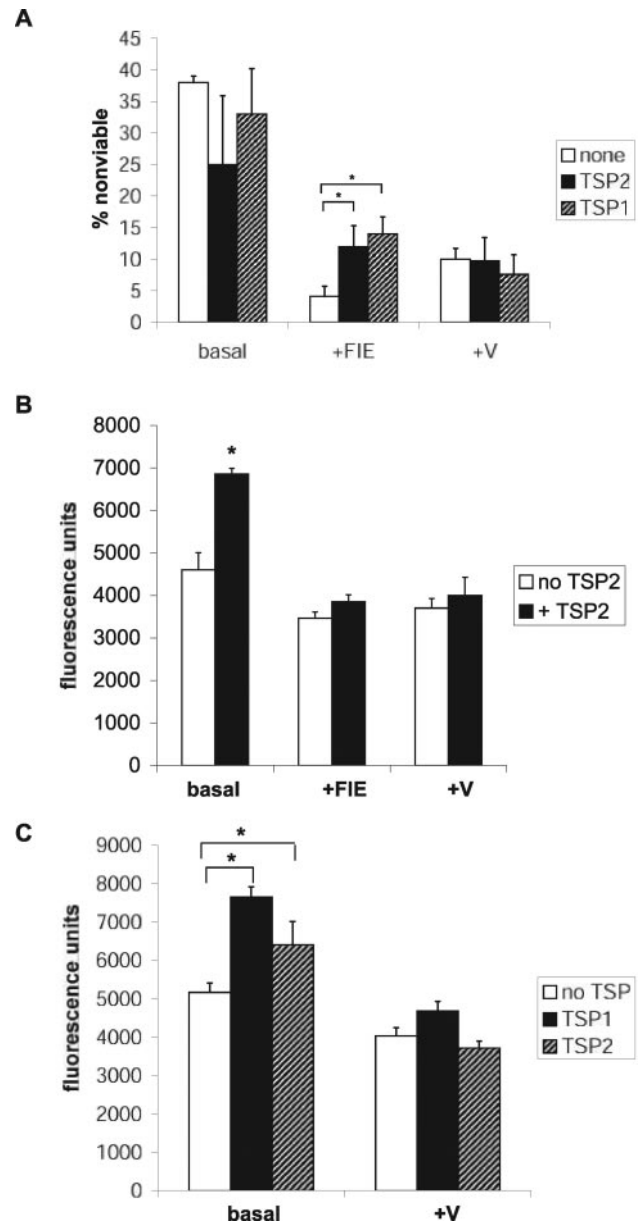 A
% nonviable
45
40
35
30
25
20
15
10
5
0
*
*
basal +FIE +V
none
TSP2
TSP1
B
fluorescence units
8000
7000
6000
5000
4000
3000
2000
1000
0
*
basal +FIE +V
no TSP2
+ TSP2
C
fluorescence units
9000
8000
7000
6000
5000
4000
3000
2000
1000
0
*
*
basal +V
no TSP
TSP1
TSP2